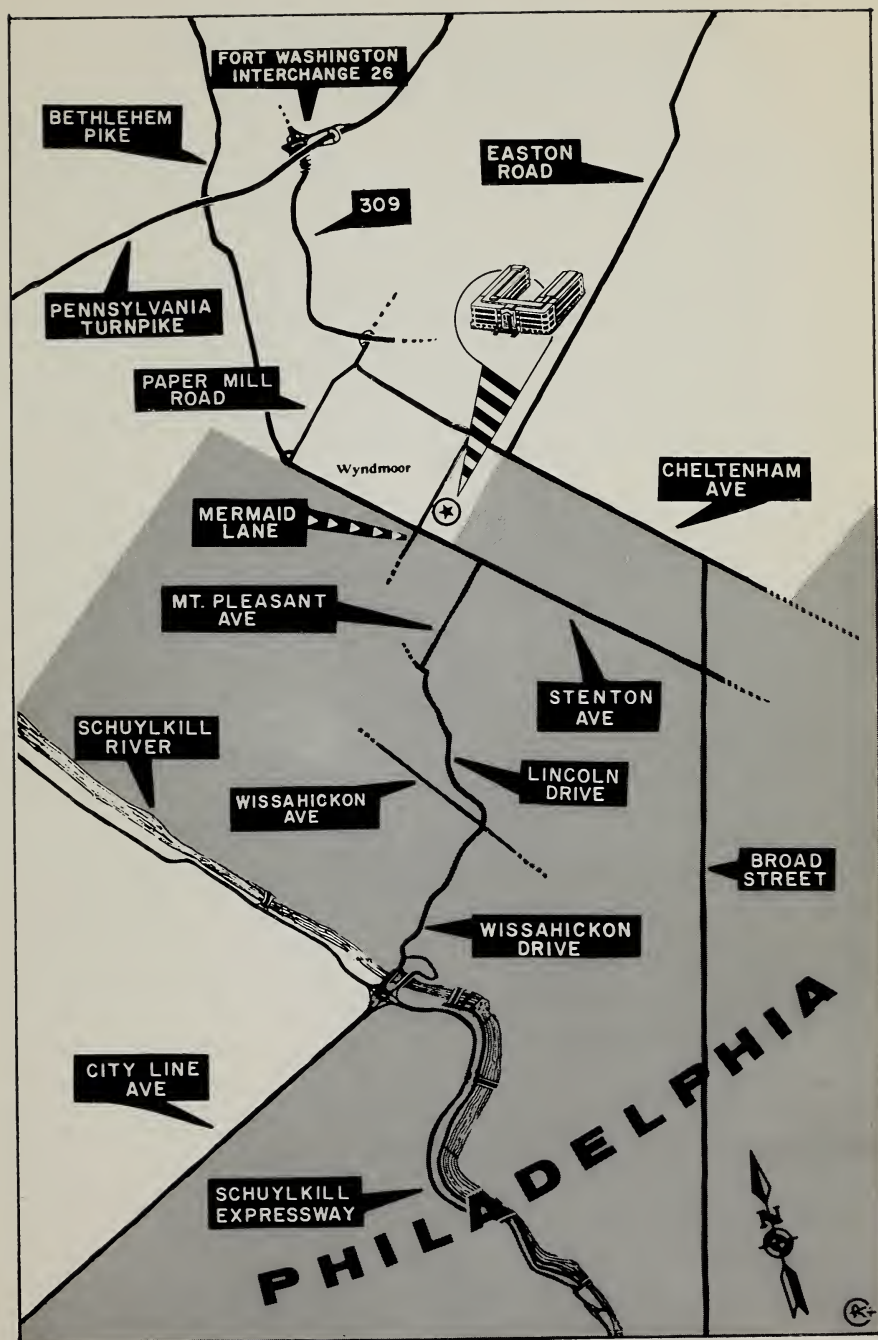 FORT WASHINGTON
INTERCHANGE 26
BETHLEHEM
PIKE
EASTON
ROAD
309
PENNSYLVANIA
TURNPIKE
PAPER MILL
ROAD
Wyndmoor
CHELTENHAM
AVE
MERMAID
LANE
MT. PLEASANT
AVE
STENTON
AVE
SCHUYLKILL
RIVER
LINCOLN
DRIVE
WISSAHICKON
AVE
BROAD
STREET
WISSAHICKON
DRIVE
CITY LINE
AVE
SCHUYLKILL
EXPRESSWAY
PHILADELPHIA
N